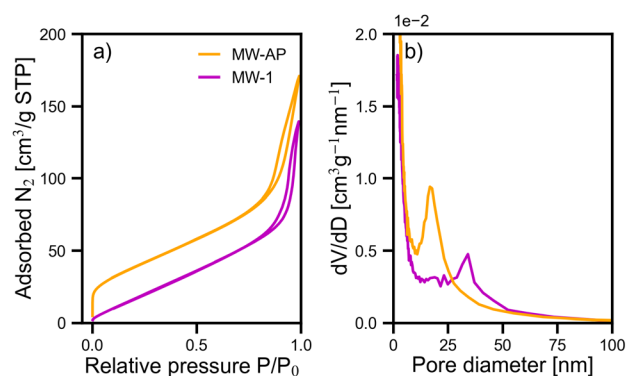 a)
MW-AP
MW-1
200
150
100
50
0
0.0
0.5
1.0
Adsorbed N₂ [cm³/g STP]
Relative pressure P/P₀
1e−2
b)
2.0
1.5
1.0
0.5
0.0
0
25
50
75
100
dV/dD [cm³g⁻¹nm⁻¹]
Pore diameter [nm]